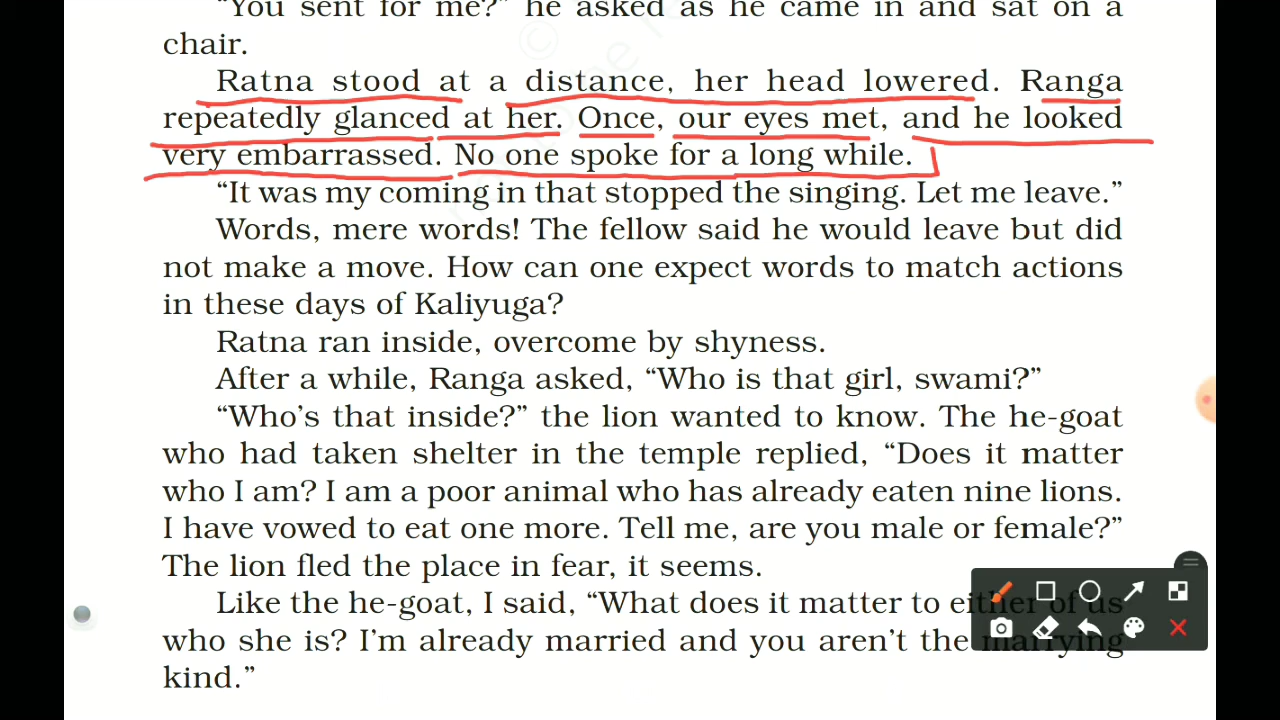 "You sent for me?" he asked as he came in and sat on a
chair.
Ratna stood at a distance, her head lowered. Ranga
repeatedly glanced at her. Once, our eyes met, and he looked
very embarrassed. No one spoke for a long while.
"It was my coming in that stopped the singing. Let me leave."
Words, mere words! The fellow said he would leave but did
not make a move. How can one expect words to match actions
in these days of Kaliyuga?
Ratna ran inside, overcome by shyness.
After a while, Ranga asked, "Who is that girl, swami?"
"Who's that inside?" the lion wanted to know. The he-goat
who had taken shelter in the temple replied, "Does it matter
who I am? I am a poor animal who has already eaten nine lions.
I have vowed to eat one more. Tell me, are you male or female?"
The lion fled the place in fear, it seems.
Like the he-goat, I said, "What does it matter to either of us
who she is? I'm already married and you aren't the marrying
kind."